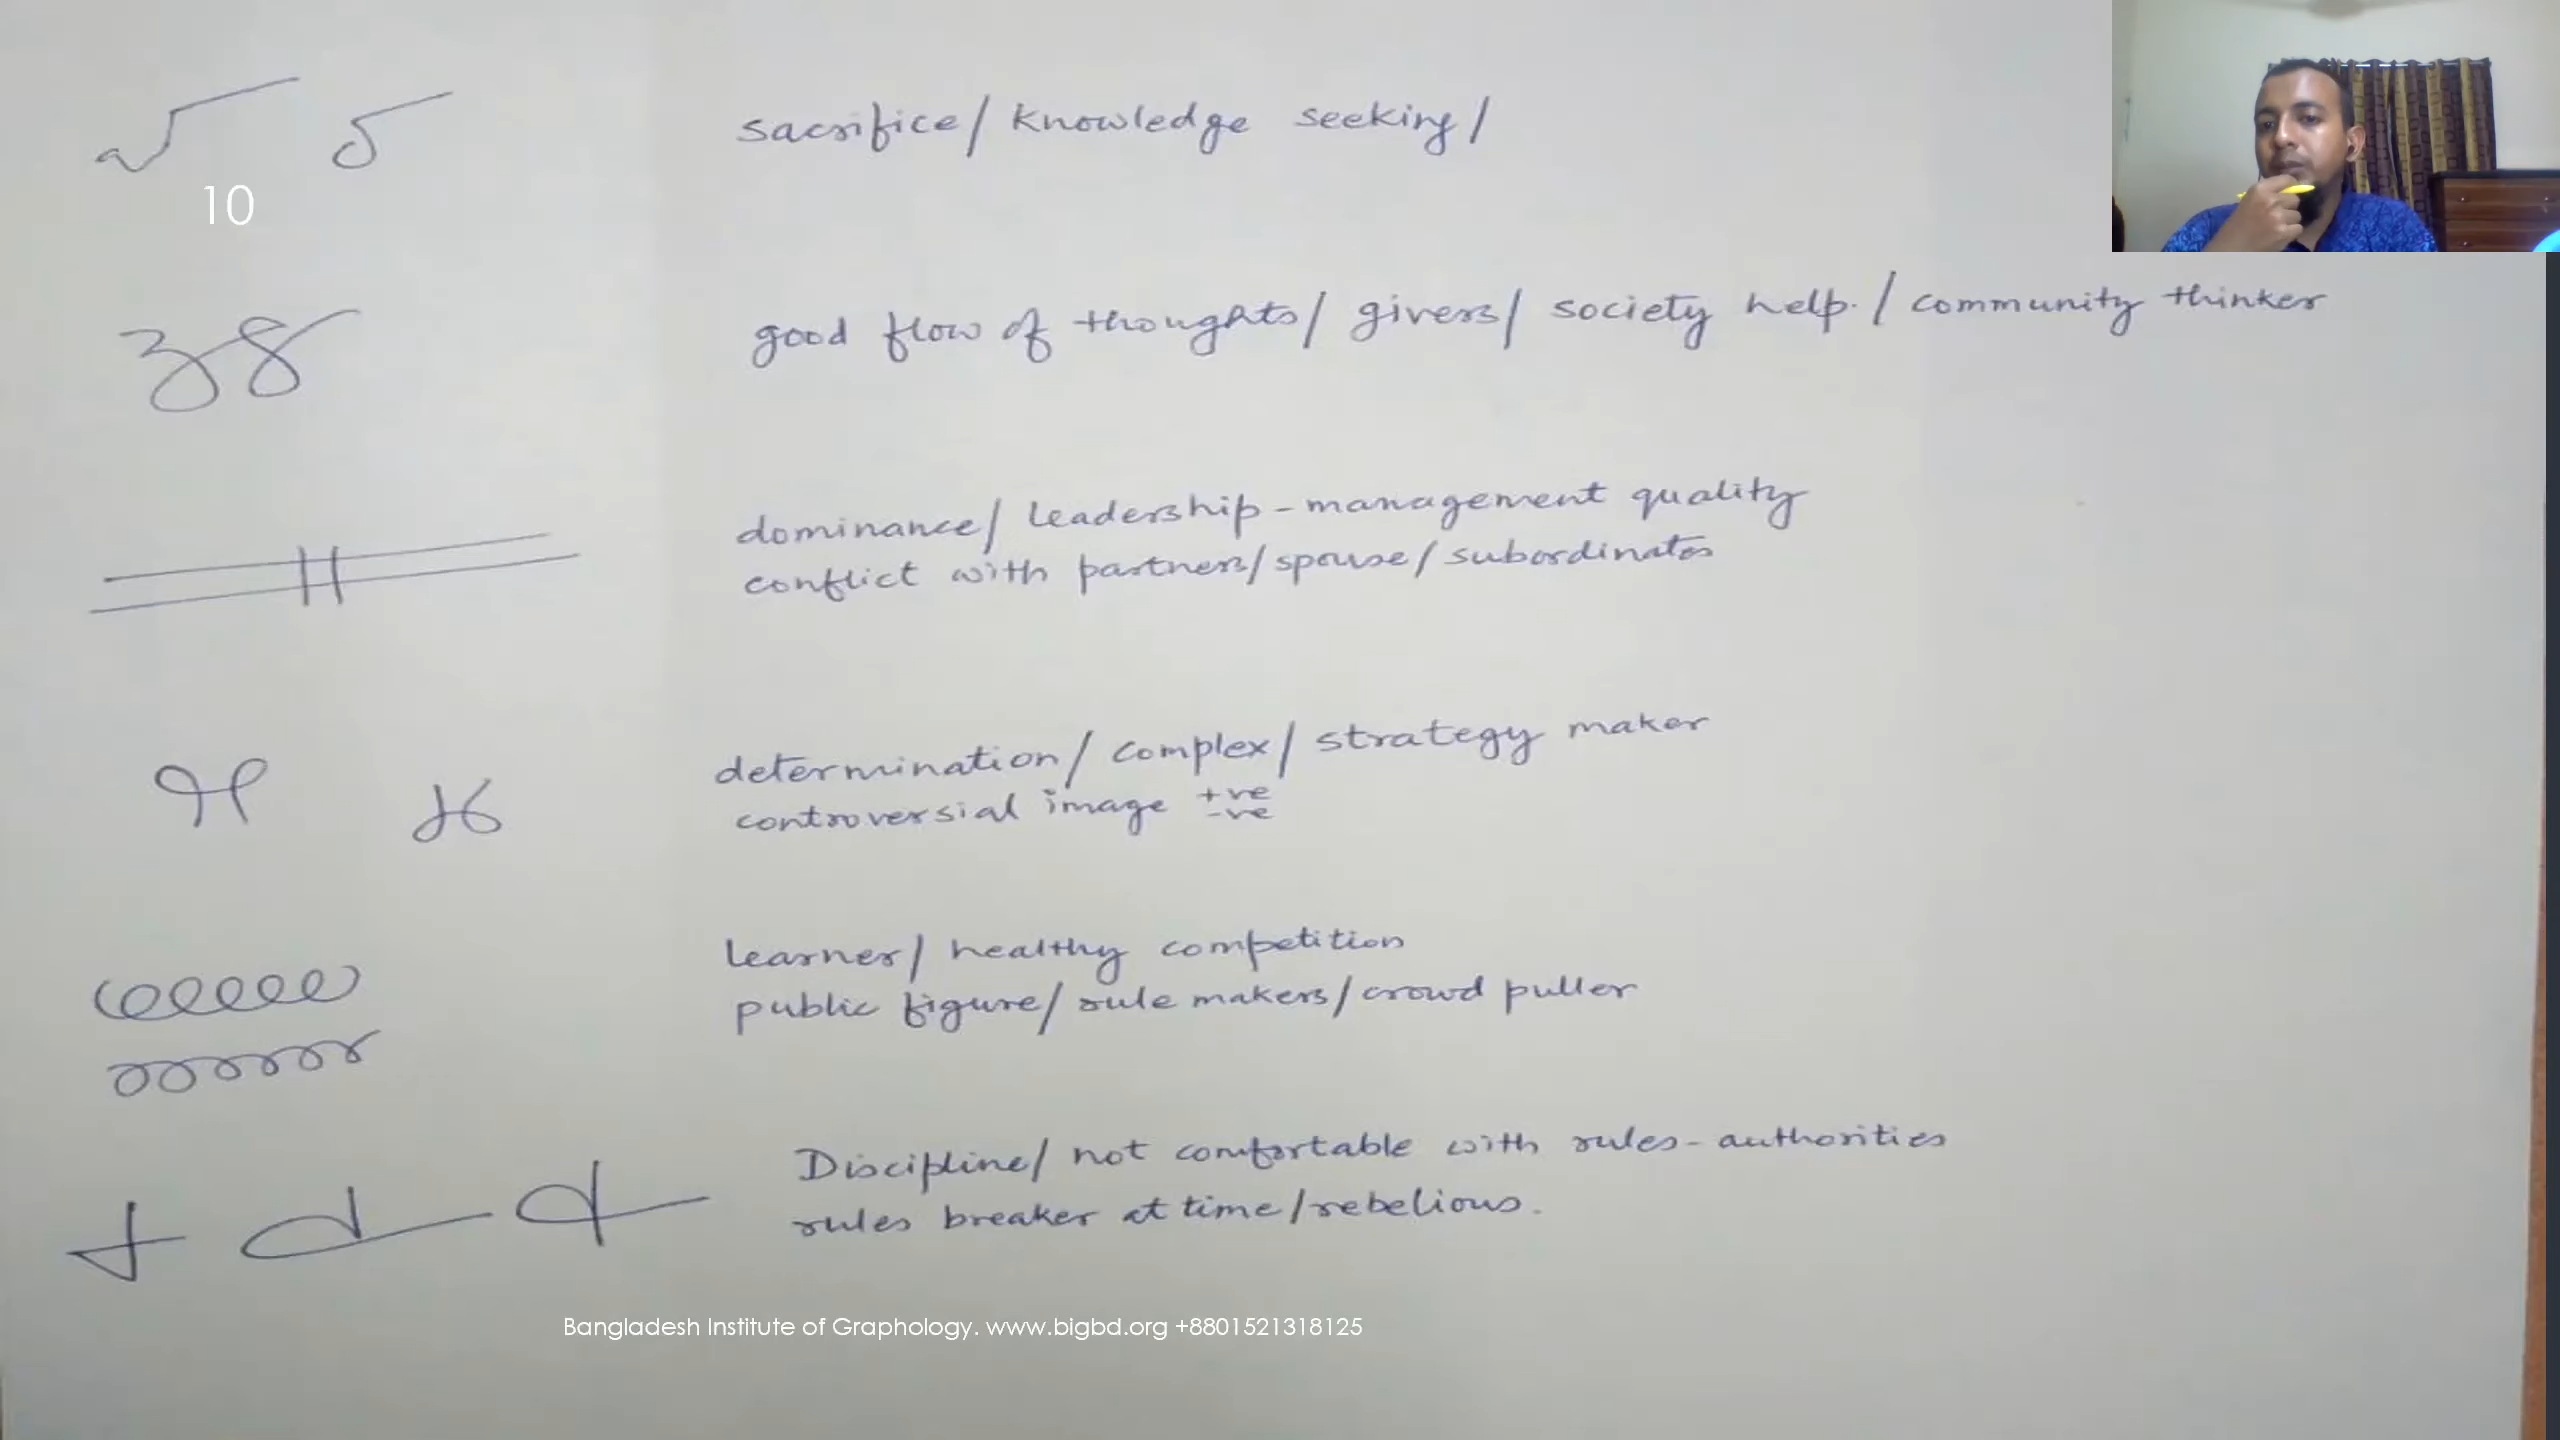 sacrifice/ knowledge seeking/
10
good flow of thoughts/ givers/ society help./ community thinker
dominance/ leadership-management quality
conflict with partners/spouse/subordinates
determination/ complex/ strategy maker
controversial image +ve
-ve
learner/ healthy competition
public figure/ rule makers/crowd puller
Discipline/ not comfortable with rules-authorities
rules breaker at time/rebelious.
Bangladesh Institute of Graphology. www.bigbd.org +8801521318125